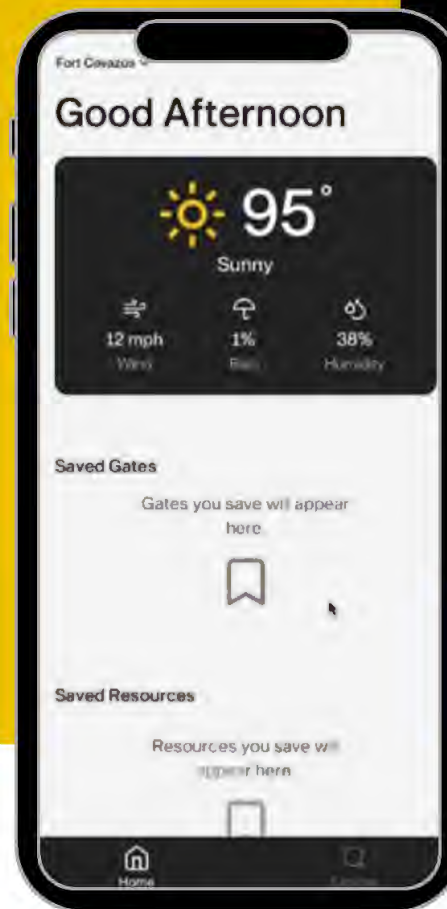 Fort Cavazos
Good Afternoon
95°
Sunny
12 mph 1% 38%
Wind Rain Humidity
Saved Gates
Gates you save will appear
here
Saved Resources
Resources you save will
appear here
Home